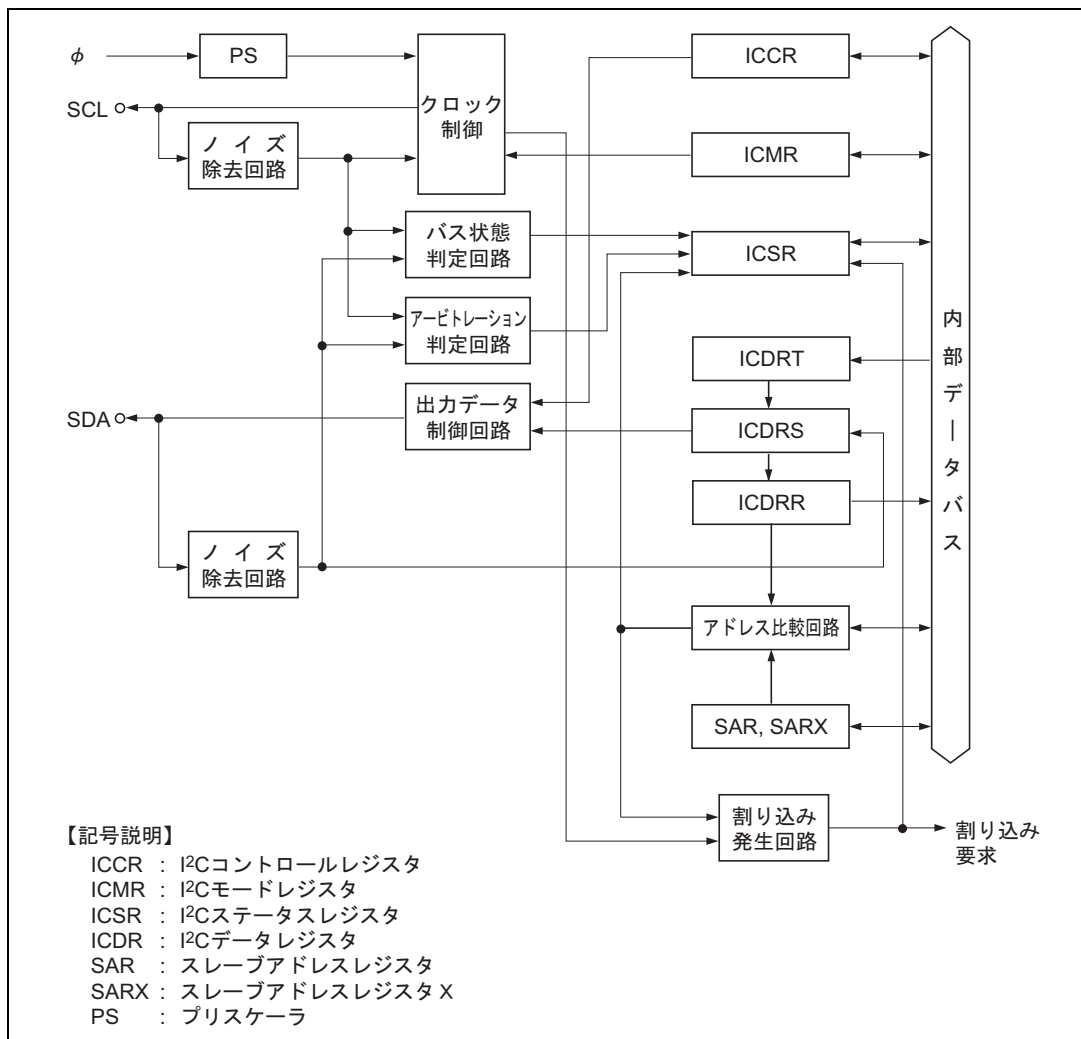 φ
PS
クロック
制御
ICCR
SCL
ノイズ
除去回路
ICMR
バス状態
判定回路
ICSR
アービトレーション
判定回路
内部データバス
ICDRT
出力データ
制御回路
SDA
ICDRS
ICDRR
ノイズ
除去回路
アドレス比較回路
SAR, SARX
割り込み
発生回路
割り込み
要求
【記号説明】
ICCR : I²Cコントロールレジスタ
ICMR : I²Cモードレジスタ
ICSR : I²Cステータスレジスタ
ICDR : I²Cデータレジスタ
SAR : スレーブアドレスレジスタ
SARX : スレーブアドレスレジスタX
PS : プリスケーラ